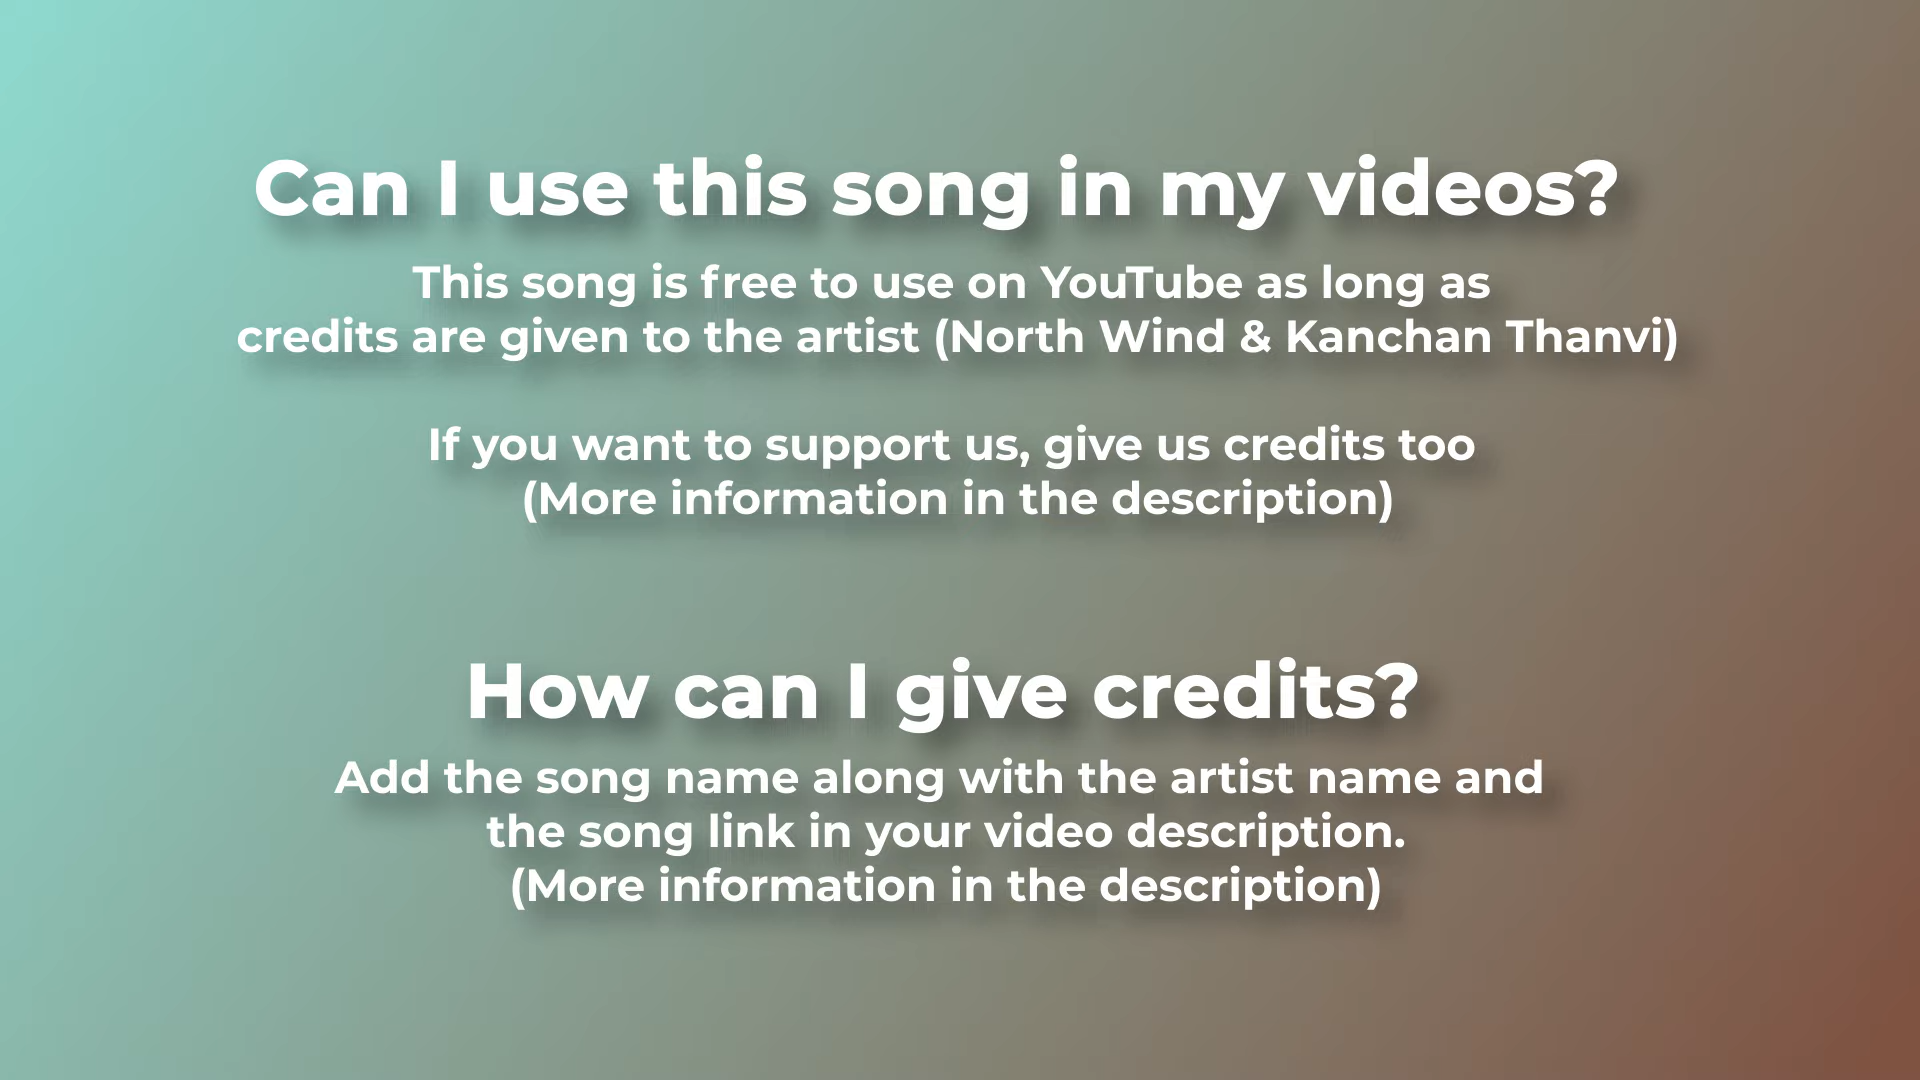 Can I use this song in my videos?
This song is free to use on YouTube as long as
credits are given to the artist (North Wind & Kanchan Thanvi)
If you want to support us, give us credits too
(More information in the description)
How can I give credits?
Add the song name along with the artist name and
the song link in your video description.
(More information in the description)